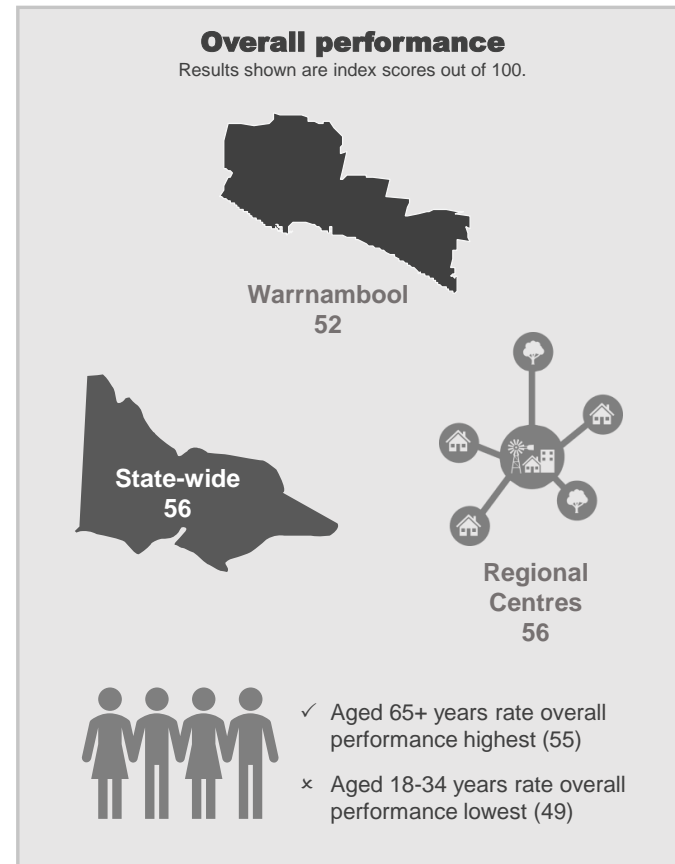 Overall performance
Results shown are index scores out of 100.
Warrnambool
52
State-wide
56
Regional
Centres
56
✓ Aged 65+ years rate overall
performance highest (55)
× Aged 18-34 years rate overall
performance lowest (49)